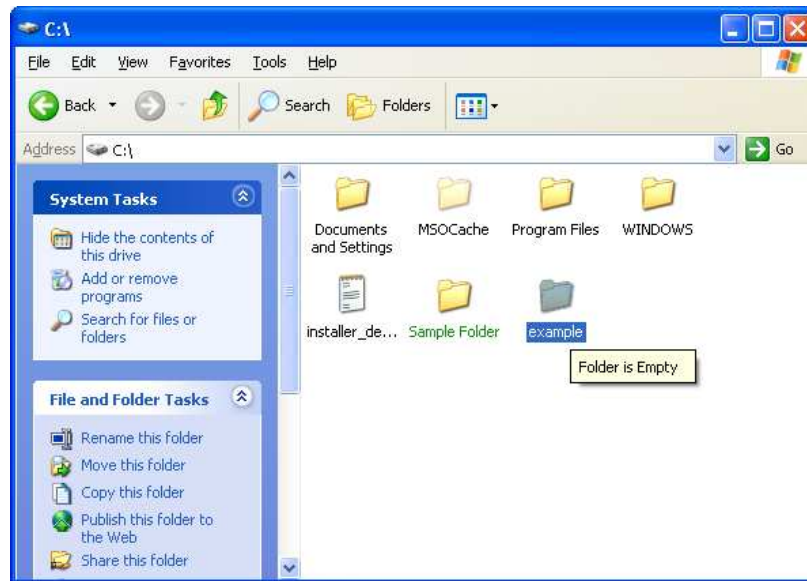 C:\
File Edit View Favorites Tools Help
Back Search Folders
Address C:\ Go
System Tasks
Hide the contents of
this drive
Add or remove
programs
Search for files or
folders
File and Folder Tasks
Rename this folder
Move this folder
Copy this folder
Publish this folder to
the Web
Share this folder
Documents
and Settings
MSOCache
Program Files
WINDOWS
installer_de...
Sample Folder
example
Folder is Empty